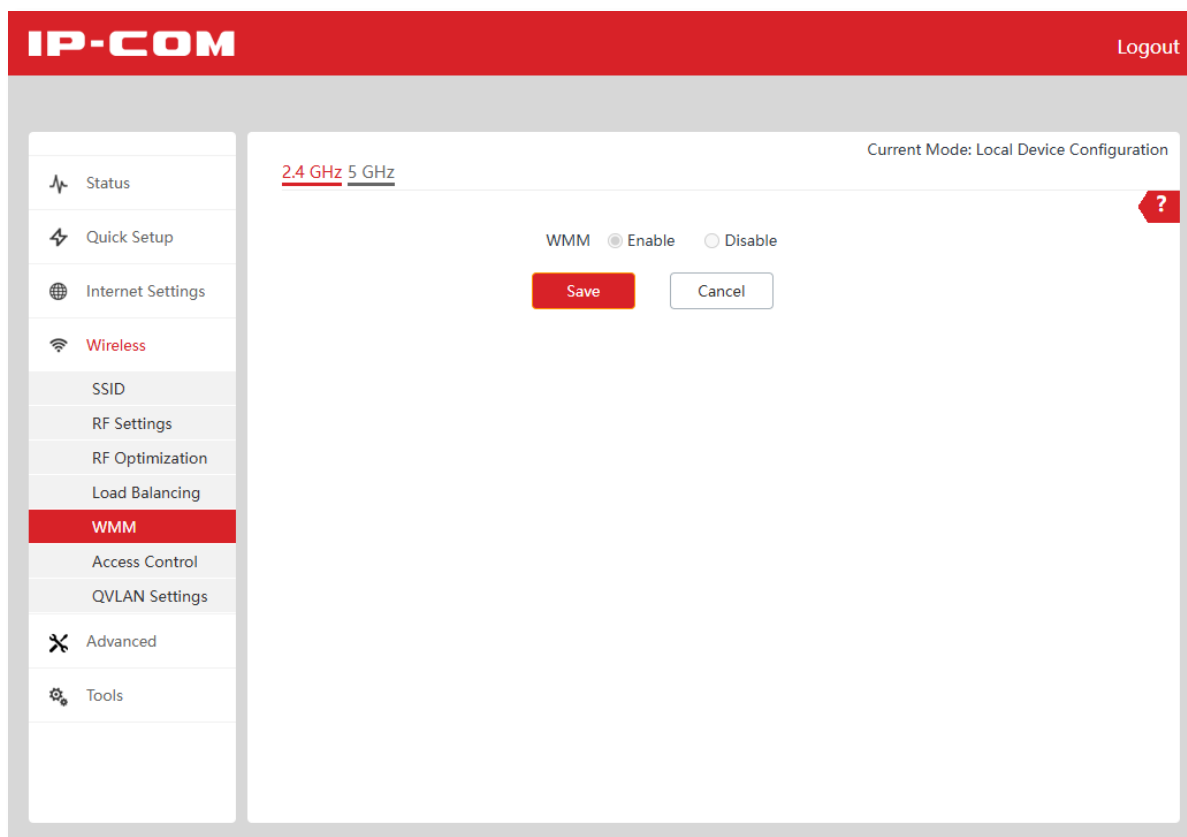 IP-COM
Logout
Current Mode: Local Device Configuration
2.4 GHz 5 GHz
?
WMM Enable Disable
Save Cancel
Status
Quick Setup
Internet Settings
Wireless
SSID
RF Settings
RF Optimization
Load Balancing
WMM
Access Control
QVLAN Settings
Advanced
Tools